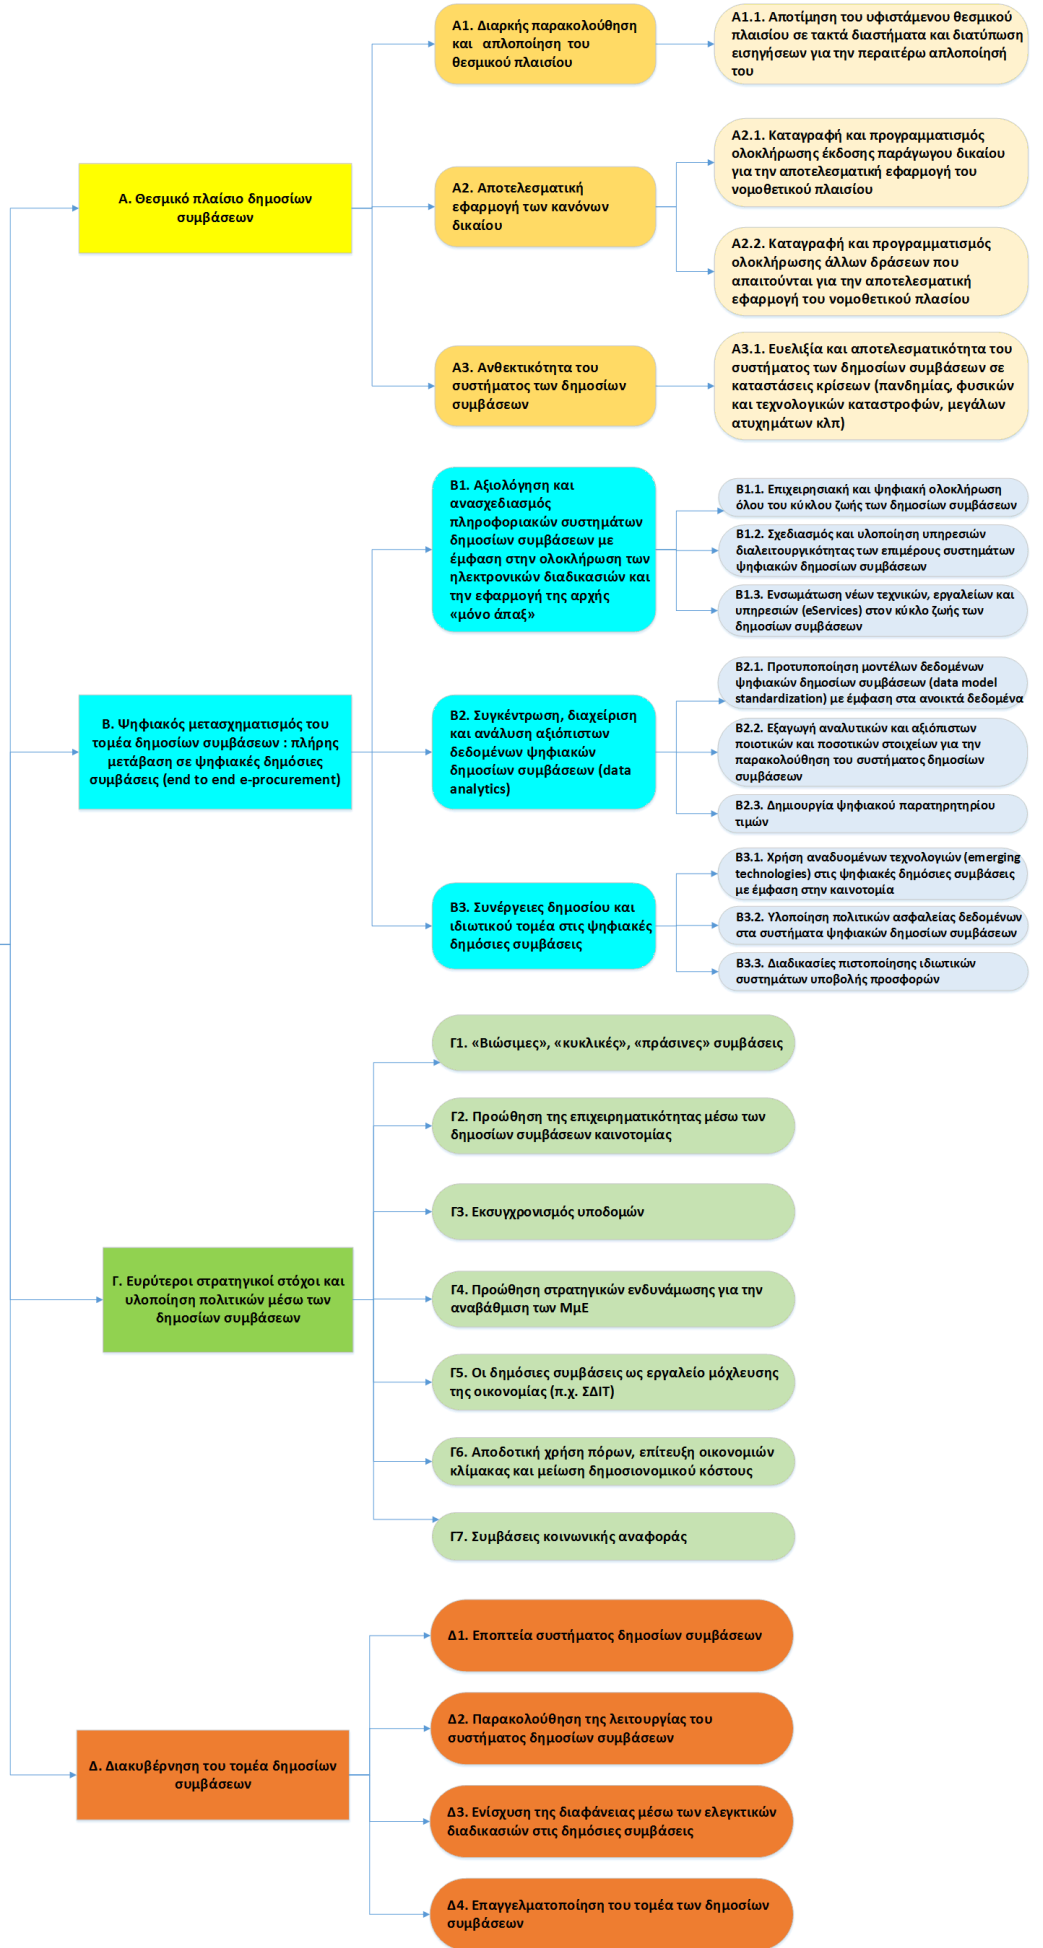 Α. Θεσμικό πλαίσιο δημοσίων
συμβάσεων
Α1. Διαρκής παρακολούθηση
και απλοποίηση του
θεσμικού πλαισίου
Α1.1. Αποτίμηση του υφιστάμενου θεσμικού
πλαισίου σε τακτά διαστήματα και διατύπωση
εισηγήσεων για την περαιτέρω απλοποίησή
του
Α2. Αποτελεσματική
εφαρμογή των κανόνων
δικαίου
Α2.1. Καταγραφή και προγραμματισμός
ολοκλήρωσης έκδοσης παράγωγου δικαίου
για την αποτελεσματική εφαρμογή του
νομοθετικού πλαισίου
Α2.2. Καταγραφή και προγραμματισμός
ολοκλήρωσης άλλων δράσεων που
απαιτούνται για την αποτελεσματική
εφαρμογή του νομοθετικού πλασίου
Α3. Ανθεκτικότητα του
συστήματος των δημοσίων
συμβάσεων
Α3.1. Ευελιξία και αποτελεσματικότητα του
συστήματος των δημοσίων συμβάσεων σε
καταστάσεις κρίσεων (πανδημίας, φυσικών
και τεχνολογικών καταστροφών, μεγάλων
ατυχημάτων κλπ)
Β. Ψηφιακός μετασχηματισμός του
τομέα δημοσίων συμβάσεων : πλήρης
μετάβαση σε ψηφιακές δημόσιες
συμβάσεις (end to end e-procurement)
Β1. Αξιολόγηση και
ανασχεδιασμός
πληροφοριακών συστημάτων
δημοσίων συμβάσεων με
έμφαση στην ολοκλήρωση των
ηλεκτρονικών διαδικασιών και
την εφαρμογή της αρχής
«μόνο άπαξ»
Β1.1. Επιχειρησιακή και ψηφιακή ολοκλήρωση
όλου του κύκλου ζωής των δημοσίων συμβάσεων
Β1.2. Σχεδιασμός και υλοποίηση υπηρεσιών
διαλειτουργικότητας των επιμέρους συστημάτων
ψηφιακών δημοσίων συμβάσεων
Β1.3. Ενσωμάτωση νέων τεχνικών, εργαλείων και
υπηρεσιών (eServices) στον κύκλο ζωής των
δημοσίων συμβάσεων
Β2. Συγκέντρωση, διαχείριση
και ανάλυση αξιόπιστων
δεδομένων ψηφιακών
δημοσίων συμβάσεων (data
analytics)
Β2.1. Προτυποποίηση μοντέλων δεδομένων
ψηφιακών δημοσίων συμβάσεων (data model
standardization) με έμφαση στα ανοικτά δεδομένα
Β2.2. Εξαγωγή αναλυτικών και αξιόπιστων
ποιοτικών και ποσοτικών στοιχείων για την
παρακολούθηση του συστήματος δημοσίων
συμβάσεων
Β2.3. Δημιουργία ψηφιακού παρατηρητηρίου
τιμών
Β3. Συνέργειες δημοσίου και
ιδιωτικού τομέα στις ψηφιακές
δημόσιες συμβάσεις
Β3.1. Χρήση αναδυομένων τεχνολογιών (emerging
technologies) στις ψηφιακές δημόσιες συμβάσεις
με έμφαση στην καινοτομία
Β3.2. Υλοποίηση πολιτικών ασφαλείας δεδομένων
στα συστήματα ψηφιακών δημοσίων συμβάσεων
Β3.3. Διαδικασίες πιστοποίησης ιδιωτικών
συστημάτων υποβολής προσφορών
Γ. Ευρύτεροι στρατηγικοί στόχοι και
υλοποίηση πολιτικών μέσω των
δημοσίων συμβάσεων
Γ1. «Βιώσιμες», «κυκλικές», «πράσινες» συμβάσεις
Γ2. Προώθηση της επιχειρηματικότητας μέσω των
δημοσίων συμβάσεων καινοτομίας
Γ3. Εκσυγχρονισμός υποδομών
Γ4. Προώθηση στρατηγικών ενδυνάμωσης για την
αναβάθμιση των ΜμΕ
Γ5. Οι δημόσιες συμβάσεις ως εργαλείο μόχλευσης
της οικονομίας (π.χ. ΣΔΙΤ)
Γ6. Αποδοτική χρήση πόρων, επίτευξη οικονομιών
κλίμακας και μείωση δημοσιονομικού κόστους
Γ7. Συμβάσεις κοινωνικής αναφοράς
Δ. Διακυβέρνηση του τομέα δημοσίων
συμβάσεων
Δ1. Εποπτεία συστήματος δημοσίων συμβάσεων
Δ2. Παρακολούθηση της λειτουργίας του
συστήματος δημοσίων συμβάσεων
Δ3. Ενίσχυση της διαφάνειας μέσω των ελεγκτικών
διαδικασιών στις δημόσιες συμβάσεις
Δ4. Επαγγελματοποίηση του τομέα των δημοσίων
συμβάσεων